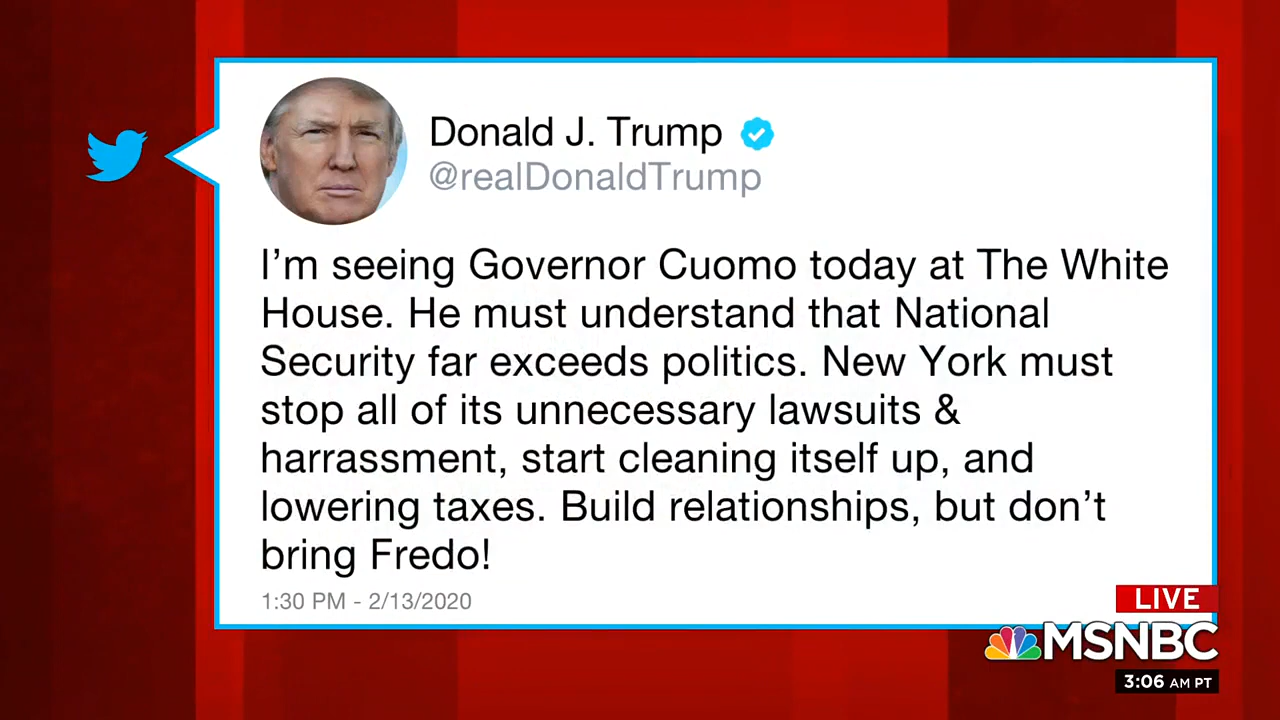 Donald J. Trump
@realDonaldTrump
I’m seeing Governor Cuomo today at The White
House. He must understand that National
Security far exceeds politics. New York must
stop all of its unnecessary lawsuits &
harrassment, start cleaning itself up, and
lowering taxes. Build relationships, but don’t
bring Fredo!
1:30 PM - 2/13/2020
LIVE
MSNBC
3:06 AM PT